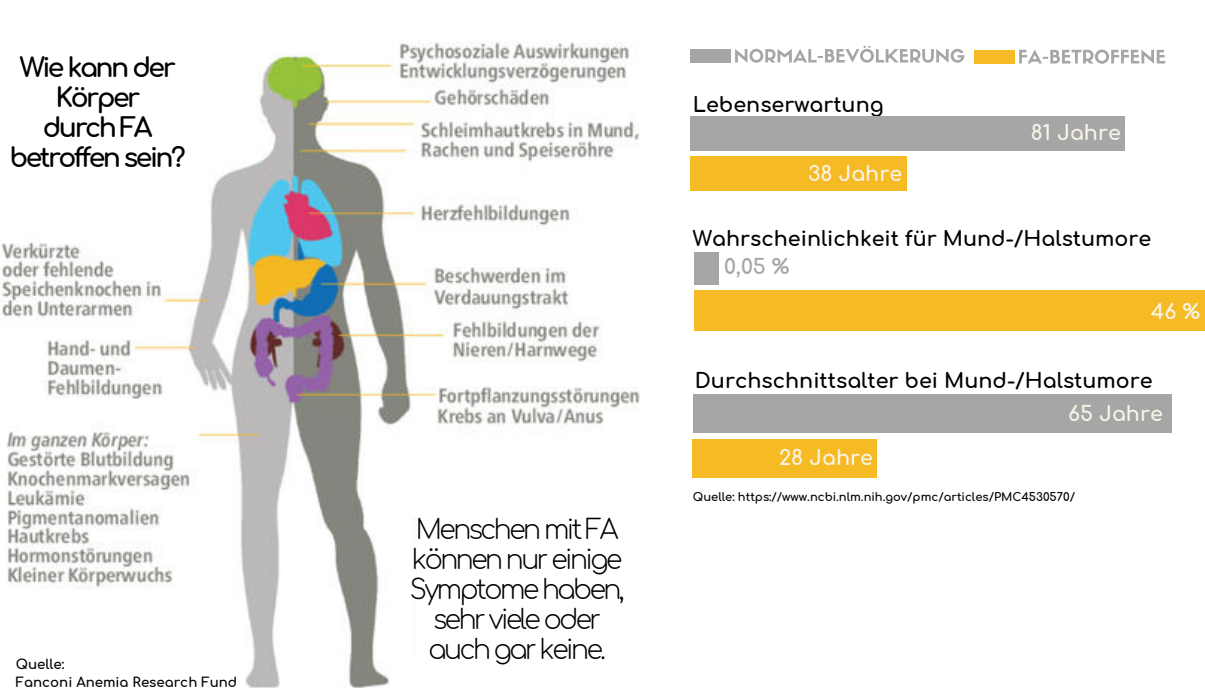 Wie kann der
Körper
durch FA
betroffen sein?
Psychosoziale Auswirkungen
Entwicklungsverzögerungen
Gehörschäden
Schleimhautkrebs in Mund,
Rachen und Speiseröhre
Herzfehlbildungen
Verkürzte
oder fehlende
Speichenknochen in
den Unterarmen
Beschwerden im
Verdauungstrakt
Hand- und
Daumen-
Fehlbildungen
Fehlbildungen der
Nieren/Harnwege
Fortpflanzungsstörungen
Krebs an Vulva/Anus
Im ganzen Körper:
Gestörte Blutbildung
Knochenmarkversagen
Leukämie
Pigmentanomalien
Hautkrebs
Hormonstörungen
Kleiner Körperwuchs
Menschen mit FA
können nur einige
Symptome haben,
sehr viele oder
auch gar keine.
Quelle:
Fanconi Anemia Research Fund
NORMAL-BEVÖLKERUNG FA-BETROFFENE
Lebenserwartung
81 Jahre
38 Jahre
Wahrscheinlichkeit für Mund-/Halstumore
0,05 %
46 %
Durchschnittsalter bei Mund-/Halstumore
65 Jahre
28 Jahre
Quelle: https://www.ncbi.nlm.nih.gov/pmc/articles/PMC4530570/